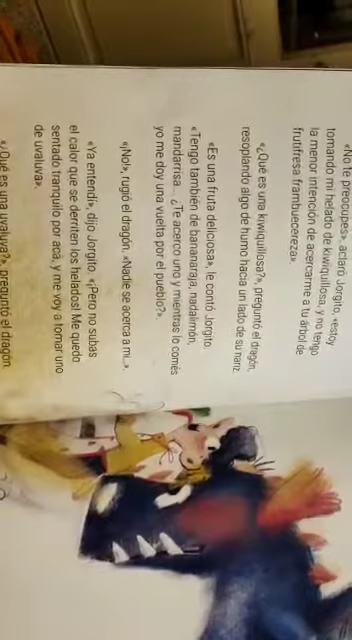 «No te preocupes», aclaró Jorgito, «estoy
tomando mi helado de kiwiquillosa, y no tengo
la menor intención de acercarme a tu árbol de
frutifresa frambuecereza».
«¿Qué es una kiwiquillosa?», preguntó el dragón,
resoplando algo de humo hacia un lado de su nariz.
«Es una fruta deliciosa», le contó Jorgito.
«Tengo también de bananaraja, nadalimón,
mandarrisa... ¿Te acerco uno y mientras lo comés
yo me doy una vuelta por el pueblo?».
«¡No!», rugió el dragón. «Nadie se acerca a mí...».
«Ya entendí», dijo Jorgito. «¡Pero no subas
el calor que se derriten los helados! Me quedo
sentado tranquilo por acá, y me voy a tomar uno
de uvaluva».
«¿Qué es una uvaluva?», preguntó el dragón